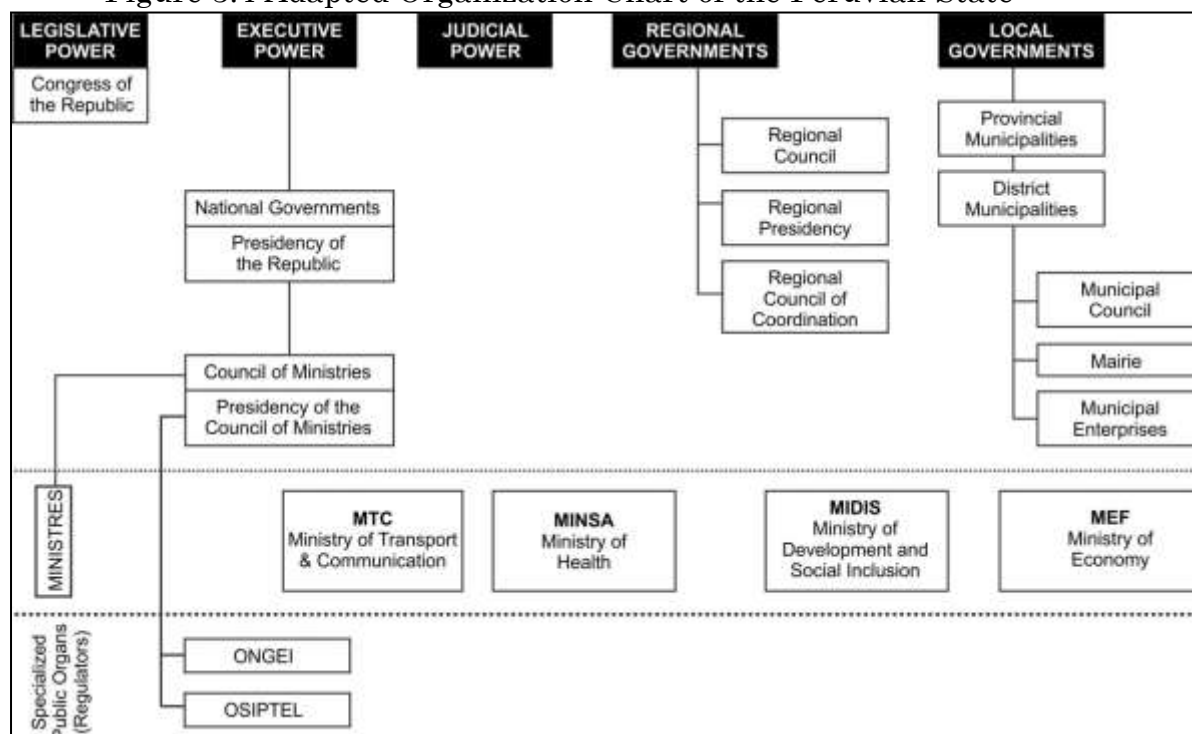 LEGISLATIVE
POWER
Congress of
the Republic
EXECUTIVE
POWER
JUDICIAL
POWER
REGIONAL
GOVERNMENTS
LOCAL
GOVERNMENTS
National Governments
Presidency of
the Republic
Council of Ministries
Presidency of the
Council of Ministries
Regional
Council
Regional
Presidency
Regional
Council of
Coordination
Provincial
Municipalities
District
Municipalities
Municipal
Council
Mairie
Municipal
Enterprises
MINISTRES
MTC
Ministry of Transport
& Communication
MINSA
Ministry of
Health
MIDIS
Ministry of
Development and
Social Inclusion
MEF
Ministry of
Economy
Specialized
Public Organs
(Regulators)
ONGEI
OSIPTEL